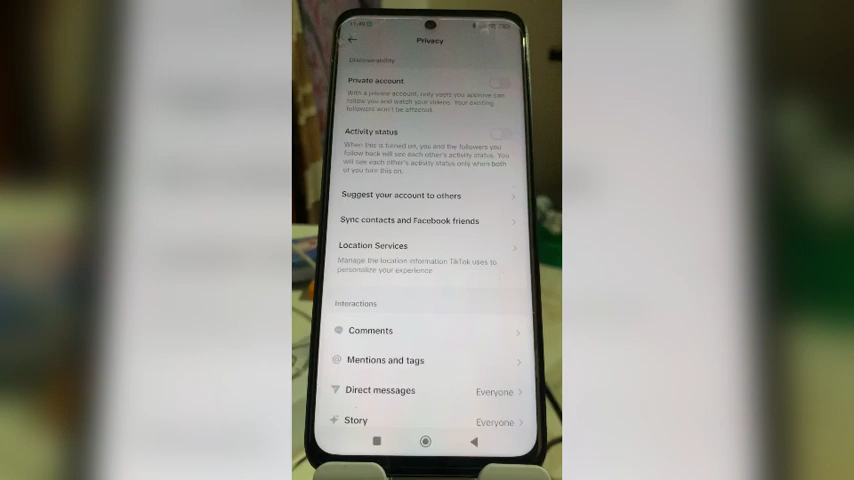 11:49
Privacy
Discoverability
Private account
With a private account, only users you approve can
follow you and watch your videos. Your existing
followers won't be affected.
Activity status
When this is turned on, you and the followers you
follow back will see each other's activity status. You
will see each other's activity status only when both
of you turn this on.
Suggest your account to others
Sync contacts and Facebook friends
Location Services
Manage the location information TikTok uses to
personalize your experience
Interactions
Comments
Mentions and tags
Direct messages Everyone
Story Everyone